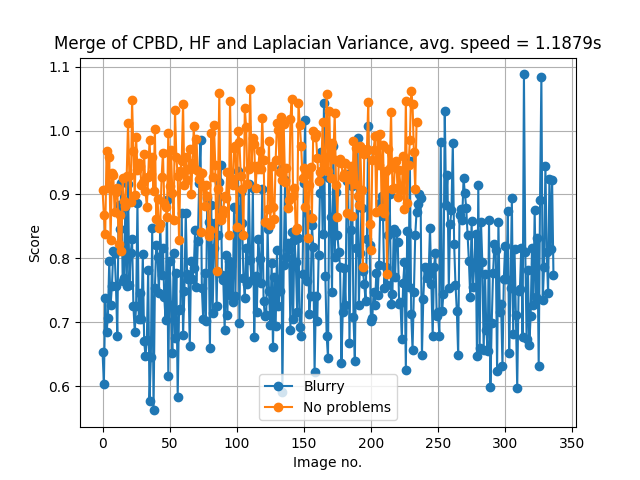 Merge of CPBD, HF and Laplacian Variance, avg. speed = 1.1879s
1.1
1.0
0.9
0.8
0.7
0.6
Score
Blurry
No problems
0 50 100 150 200 250 300 350
Image no.